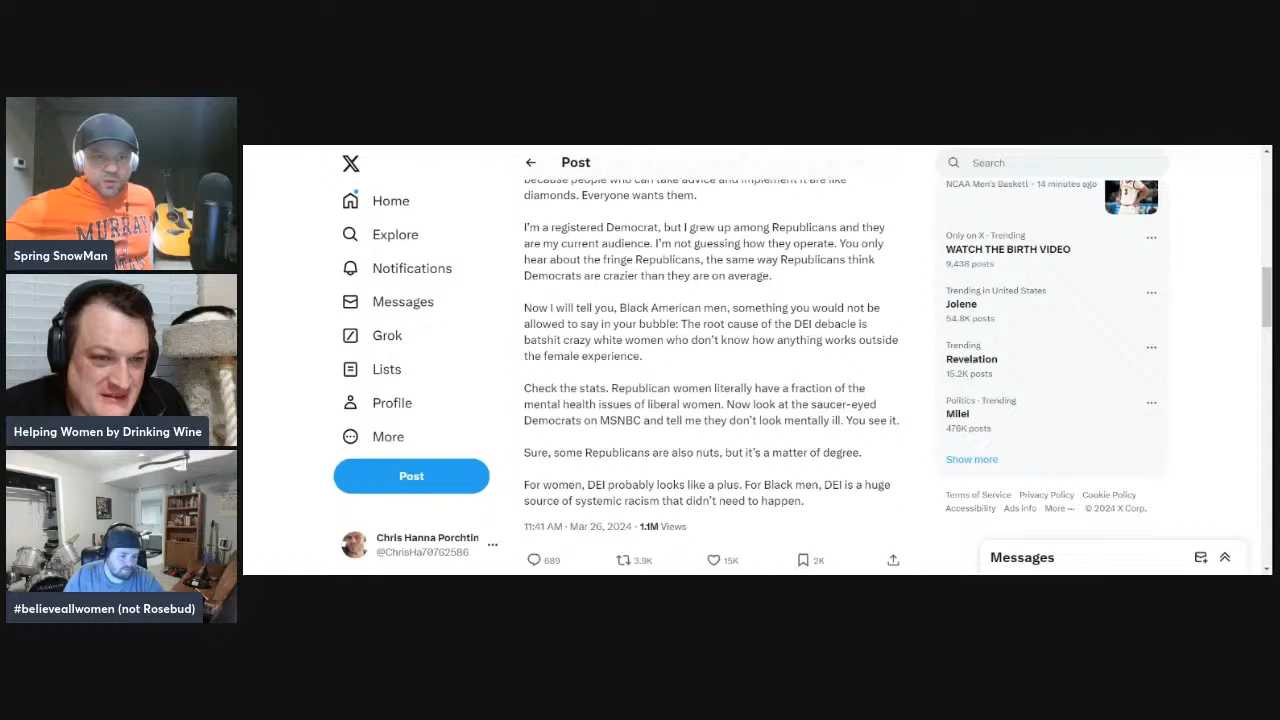 MURRAY
Spring SnowMan
Helping Women by Drinking Wine
#believeallwomen (not Rosebud)
Home
Explore
Notifications
Messages
Grok
Lists
Profile
More
Post
Chris Hanna Porchtin
@ChrisHa70762586
Post
because people who can take advice and implement it are like
diamonds. Everyone wants them.
I'm a registered Democrat, but I grew up among Republicans and they
are my current audience. I'm not guessing how they operate. You only
hear about the fringe Republicans, the same way Republicans think
Democrats are crazier than they are on average.
Now I will tell you, Black American men, something you would not be
allowed to say in your bubble: The root cause of the DEI debacle is
batshit crazy white women who don't know how anything works outside
the female experience.
Check the stats. Republican women literally have a fraction of the
mental health issues of liberal women. Now look at the saucer-eyed
Democrats on MSNBC and tell me they don't look mentally ill. You see it.
Sure, some Republicans are also nuts, but it's a matter of degree.
For women, DEI probably looks like a plus. For Black men, DEI is a huge
source of systemic racism that didn't need to happen.
11:41 AM · Mar 26, 2024 · 1.1M Views
689 3.9K 15K 2K
Search
NCAA Men's Basketball · 14 minutes ago
Only on X · Trending
WATCH THE BIRTH VIDEO
9,438 posts
Trending in United States
Jolene
54.8K posts
Trending
Revelation
15.2K posts
Politics · Trending
Milei
476K posts
Show more
Terms of Service Privacy Policy Cookie Policy
Accessibility Ads info More ··· © 2024 X Corp.
Messages